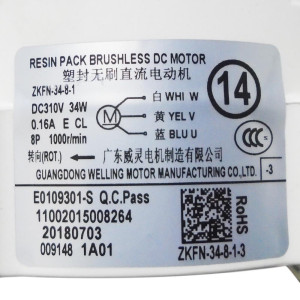 RESIN PACK BRUSHLESS DC MOTOR
塑封无刷直流电动机
ZKFN-34-8-1
DC310V 34W
0.16A E CL
8P 1000r/min
M
白 WHI W
黄 YEL V
蓝 BLU U
14
CCC
转向(ROT.)
广东威灵电机制造有限公司
GUANGDONG WELLING MOTOR MANUFACTURING CO.,LTD.
-3
E0109301-S Q.C.Pass
11002015008264
20180703
009148 1A01
RoHS
ZKFN-34-8-1-3